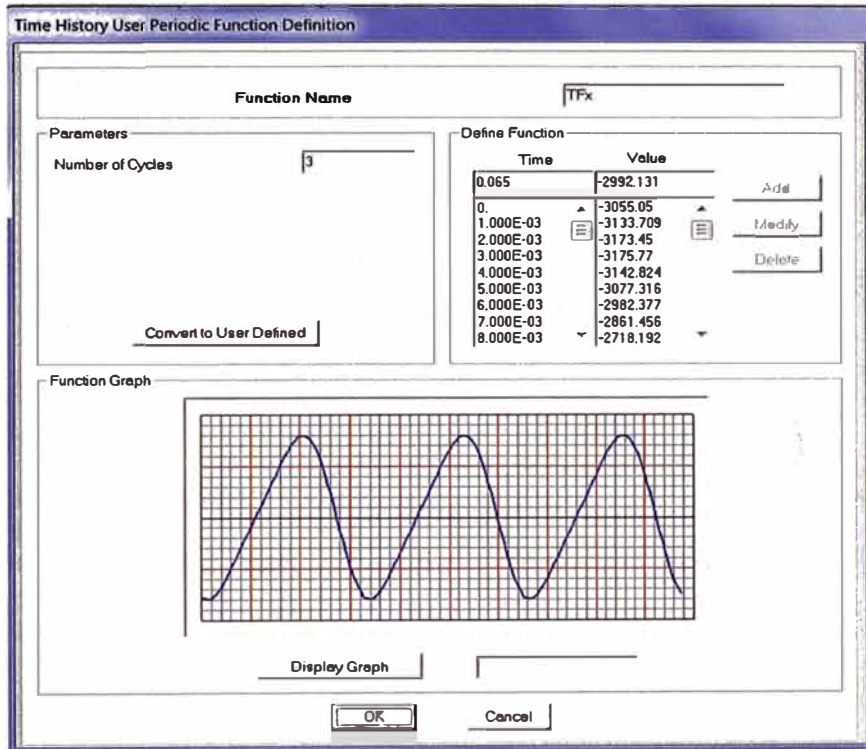 Time History User Periodic Function Definition
Function Name TFx
Parameters
Number of Cycles 3
Convert to User Defined
Define Function
Time Value
0.065 -2992.131
0. -3055.05
1.000E-03 -3133.709
2.000E-03 -3173.45
3.000E-03 -3175.77
4.000E-03 -3142.824
5.000E-03 -3077.316
6.000E-03 -2982.377
7.000E-03 -2861.456
8.000E-03 -2718.192
Add
Modify
Delete
Function Graph
Display Graph
OK
Cancel